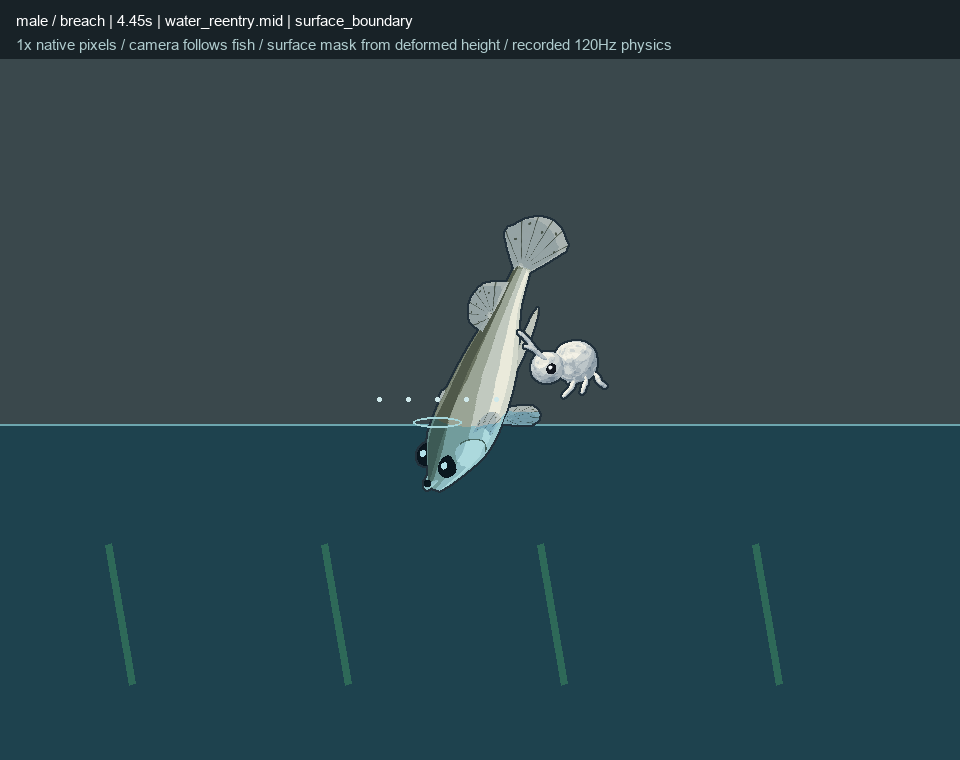 male / breach | 4.45s | water_reentry.mid | surface_boundary
1x native pixels / camera follows fish / surface mask from deformed height / recorded 120Hz physics